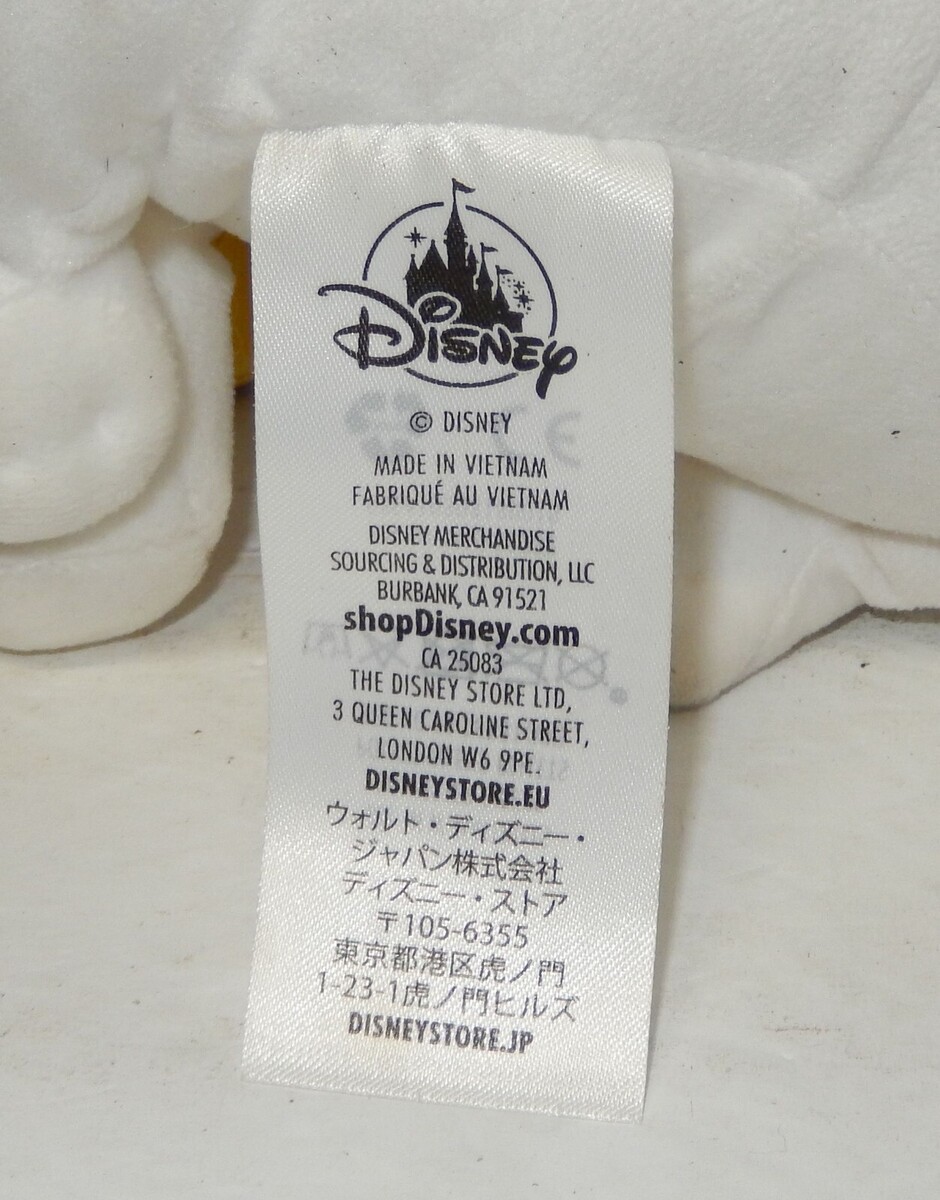 Disney
© DISNEY
MADE IN VIETNAM
FABRIQUÉ AU VIETNAM
DISNEY MERCHANDISE
SOURCING & DISTRIBUTION, LLC
BURBANK, CA 91521
shopDisney.com
CA 25083
THE DISNEY STORE LTD,
3 QUEEN CAROLINE STREET,
LONDON W6 9PE.
DISNEYSTORE.EU
ウォルト・ディズニー・
ジャパン株式会社
ディズニー・ストア
〒105-6355
東京都港区虎ノ門
1-23-1虎ノ門ヒルズ
DISNEYSTORE.JP